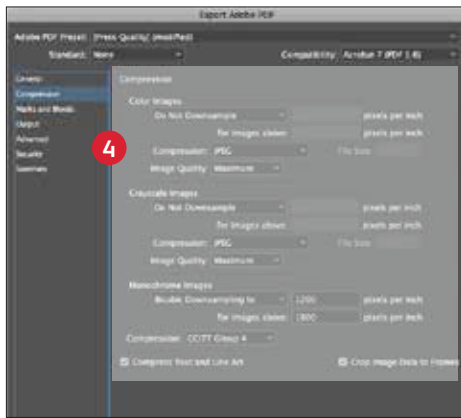 Export Adobe PDF
Adobe PDF Preset: [Press Quality] (modified)
Standard: None Compatibility: Acrobat 7 (PDF 1.6)
General
Compression
Marks and Bleeds
Output
Advanced
Security
Summary
4
Compression
Color Images
Do Not Downsample pixels per inch
for images above: pixels per inch
Compression: JPEG Tile Size
Image Quality: Maximum
Grayscale Images
Do Not Downsample pixels per inch
for images above: pixels per inch
Compression: JPEG Tile Size
Image Quality: Maximum
Monochrome Images
Bicubic Downsampling to 1200 pixels per inch
for images above: 1800 pixels per inch
Compression: CCITT Group 4
Compress Text and Line Art Crop Image Data to Frames